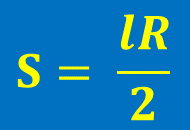 S = lR/2